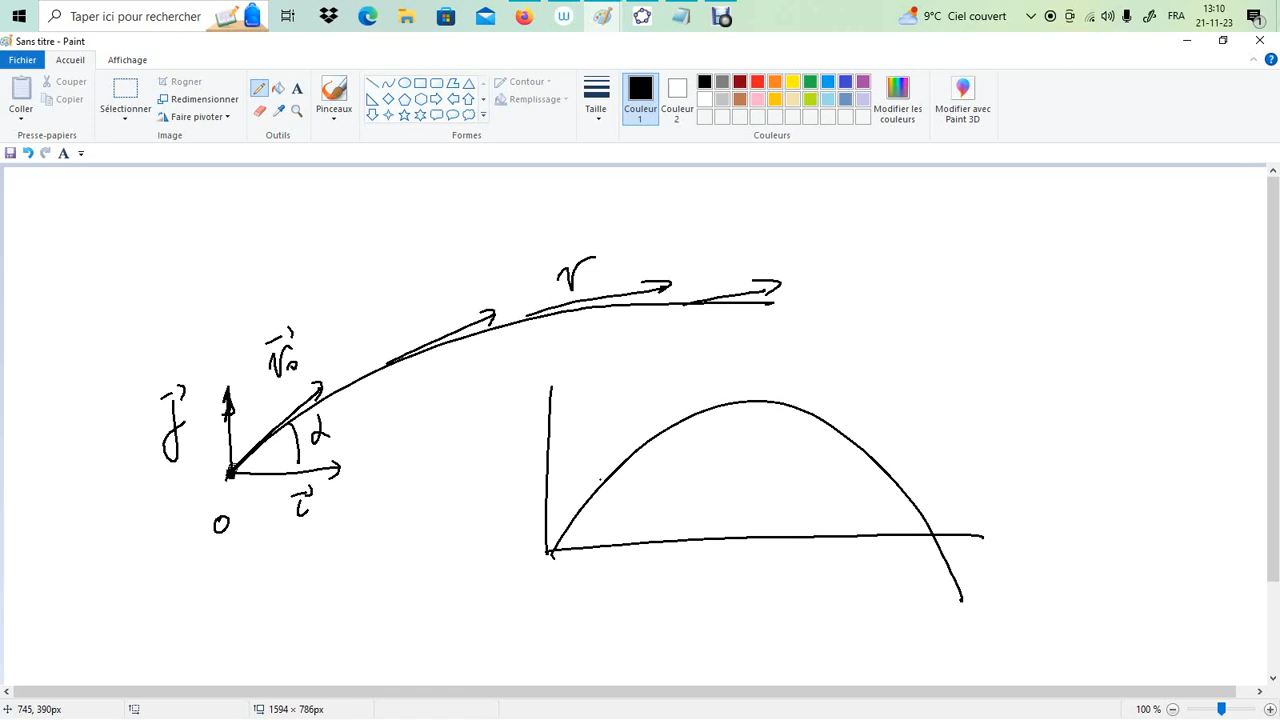 Taper ici pour rechercher
9°C Ciel couvert
FRA
13:10
21-11-23
1
Sans titre - Paint
Fichier
Accueil
Affichage
Coller
Couper
Copier
Presse-papiers
Sélectionner
Rogner
Redimensionner
Faire pivoter
Image
A
Outils
Pinceaux
Contour
Remplissage
Formes
Taille
Couleur 1
Couleur 2
Couleurs
Modifier les couleurs
Modifier avec Paint 3D
A
v
v₀
j
α
i
O
745, 390px
1594 × 786px
100 %